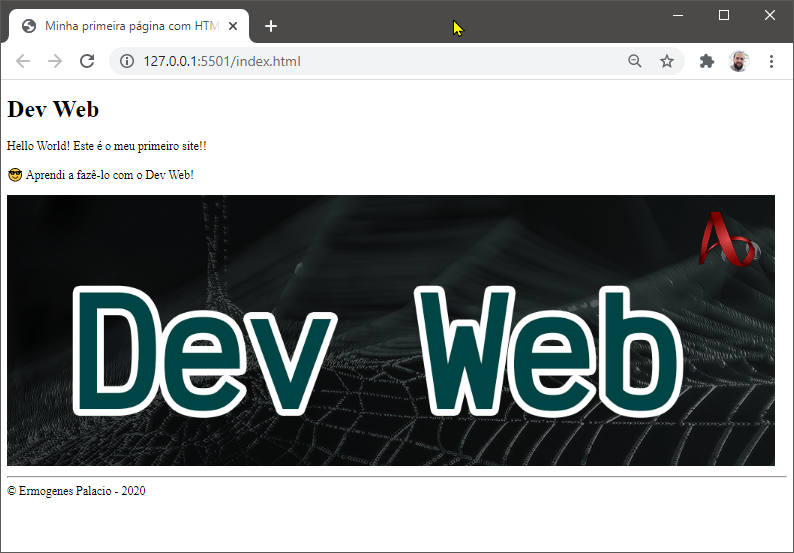 Minha primeira página com HTM
127.0.0.1:5501/index.html
Dev Web
Hello World! Este é o meu primeiro site!!
😎 Aprendi a fazê-lo com o Dev Web!
Dev Web
© Ermogenes Palacio - 2020